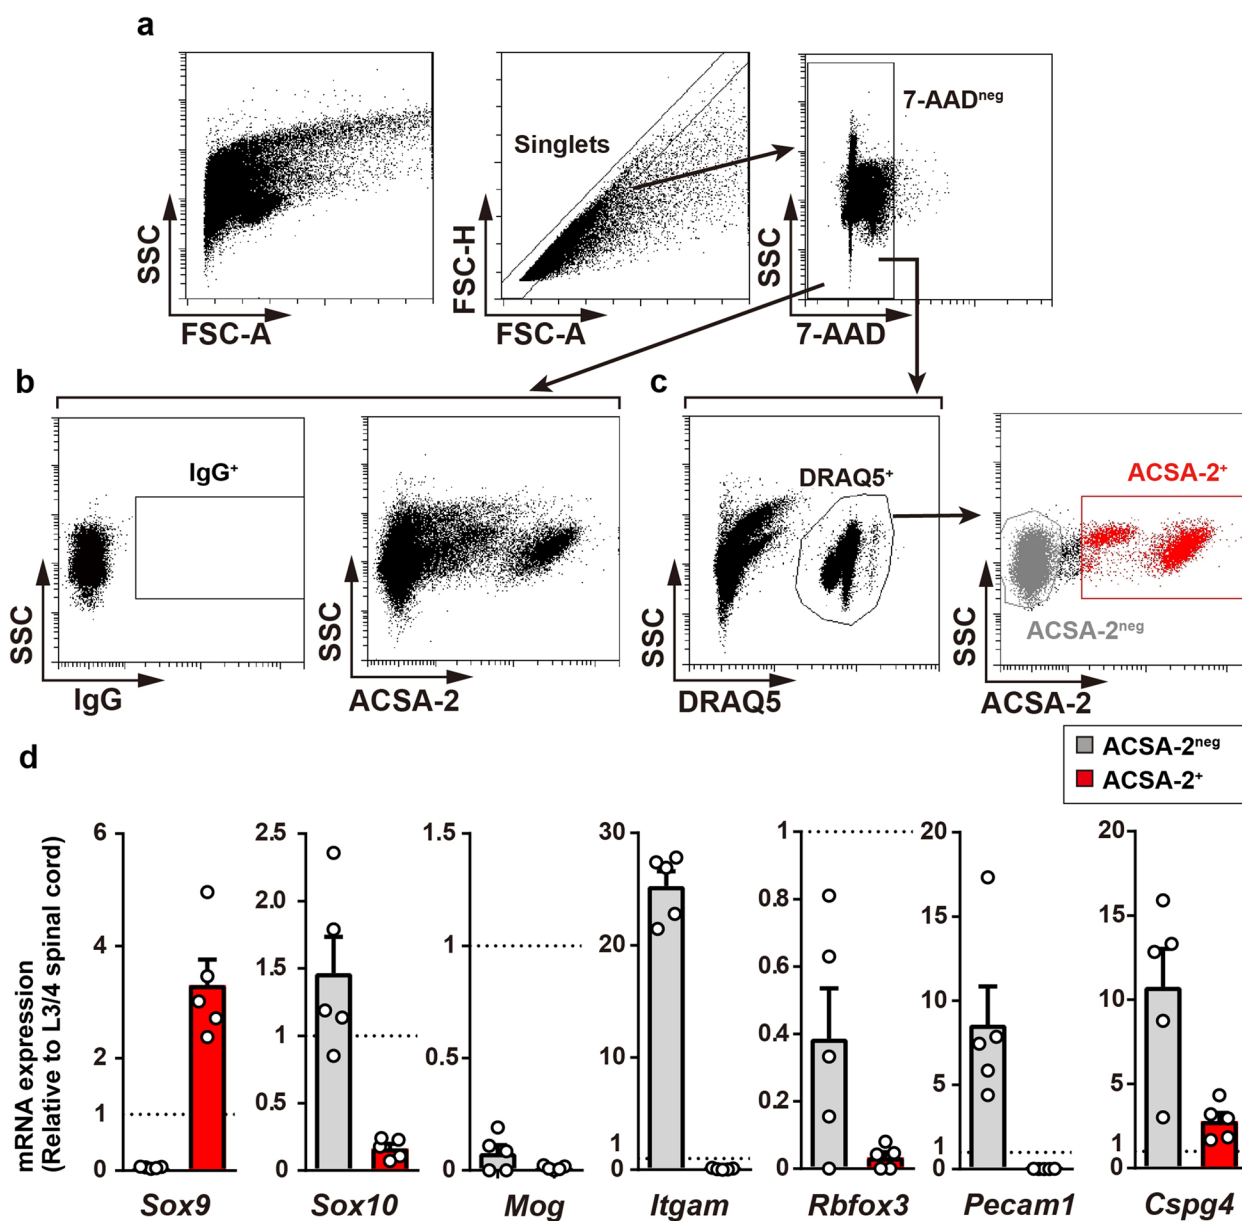 a
SSC
FSC-A
Singlets
FSC-H
FSC-A
7-AADneg
SSC
7-AAD
b
IgG+
SSC
IgG
SSC
ACSA-2
c
DRAQ5+
SSC
DRAQ5
ACSA-2+
ACSA-2neg
SSC
ACSA-2
ACSA-2neg
ACSA-2+
d
mRNA expression
(Relative to L3/4 spinal cord)
6
4
2
1
0
Sox9
2.5
2.0
1.5
1
0.5
0
Sox10
1.5
1
0.5
0
Mog
30
20
10
1
0
Itgam
1
0.8
0.6
0.4
0.2
0
Rbfox3
20
15
10
5
1
0
Pecam1
20
15
10
5
1
0
Cspg4